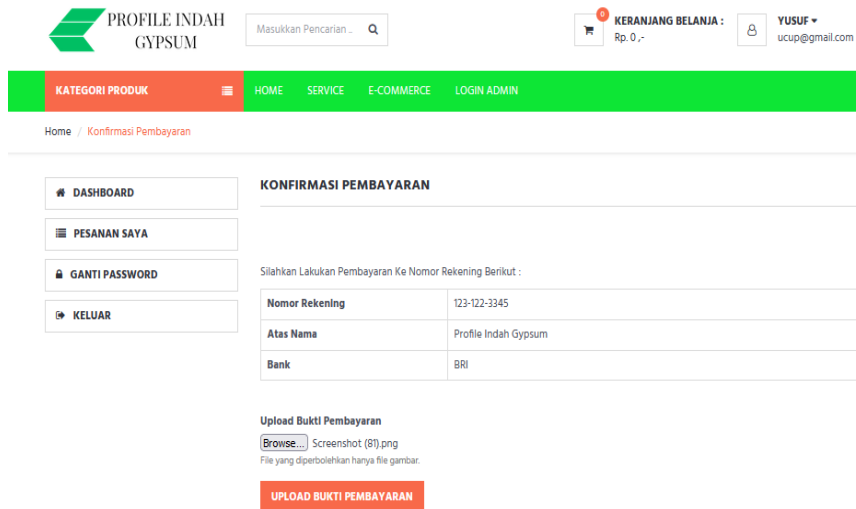 PROFILE INDAH
GYPSUM
Masukkan Pencarian ..
0
KERANJANG BELANJA :
Rp. 0 ,-
YUSUF
ucup@gmail.com
KATEGORI PRODUK
HOME SERVICE E-COMMERCE LOGIN ADMIN
Home / Konfirmasi Pembayaran
DASHBOARD
PESANAN SAYA
GANTI PASSWORD
KELUAR
KONFIRMASI PEMBAYARAN
Silahkan Lakukan Pembayaran Ke Nomor Rekening Berikut :
Nomor Rekening 123-122-3345
Atas Nama Profile Indah Gypsum
Bank BRI
Upload Bukti Pembayaran
Browse... Screenshot (81).png
File yang diperbolehkan hanya file gambar.
UPLOAD BUKTI PEMBAYARAN